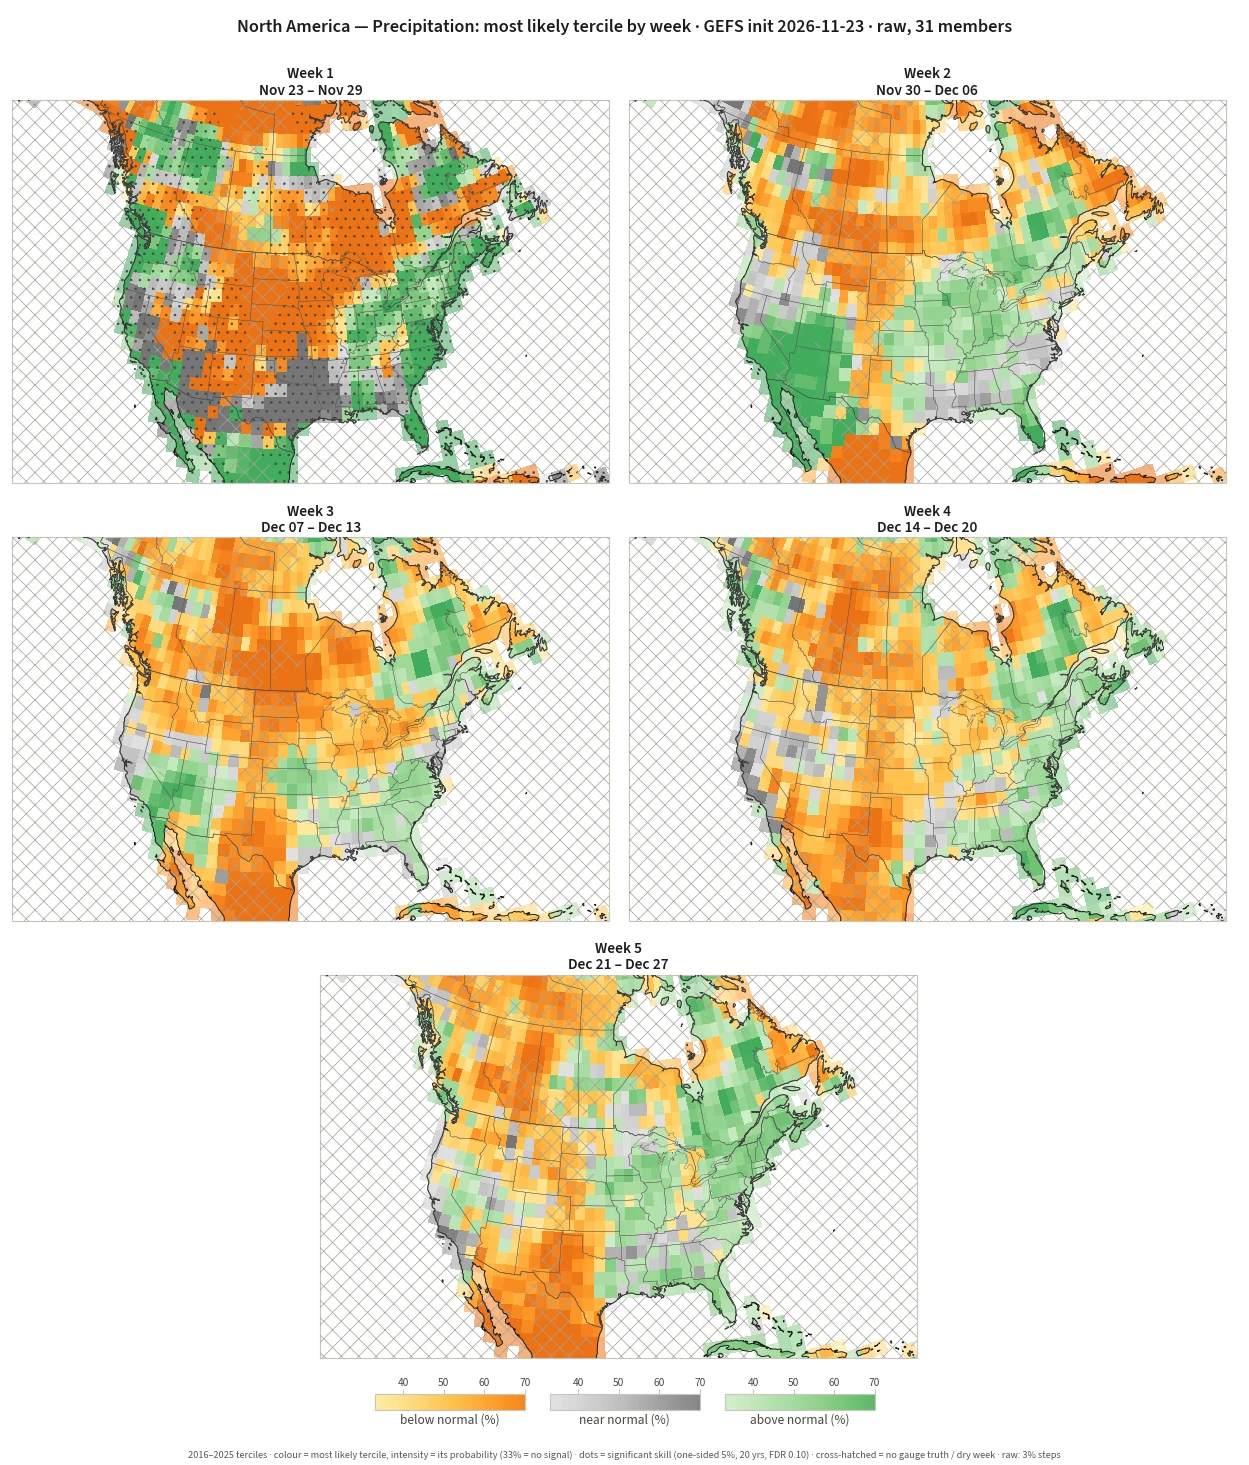 North America — Precipitation: most likely tercile by week · GEFS init 2026-11-23 · raw, 31 members
Week 1
Nov 23 – Nov 29
Week 2
Nov 30 – Dec 06
Week 3
Dec 07 – Dec 13
Week 4
Dec 14 – Dec 20
Week 5
Dec 21 – Dec 27
40 50 60 70
below normal (%)
40 50 60 70
near normal (%)
40 50 60 70
above normal (%)
2016–2025 terciles · colour = most likely tercile, intensity = its probability (33% = no signal) · dots = significant skill (one-sided 5%, 20 yrs, FDR 0.10) · cross-hatched = no gauge truth / dry week · raw: 3% steps